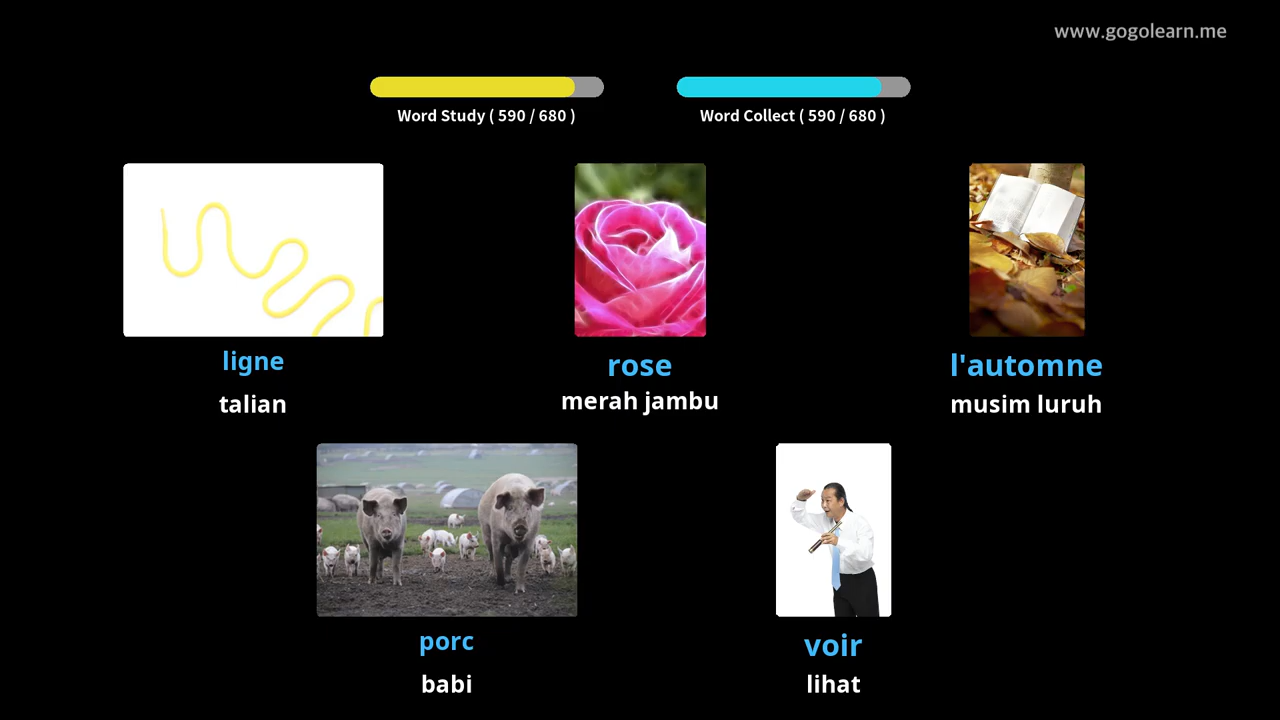 www.gogolearn.me
Word Study ( 590 / 680 )
Word Collect ( 590 / 680 )
ligne
talian
rose
merah jambu
l'automne
musim luruh
porc
babi
voir
lihat